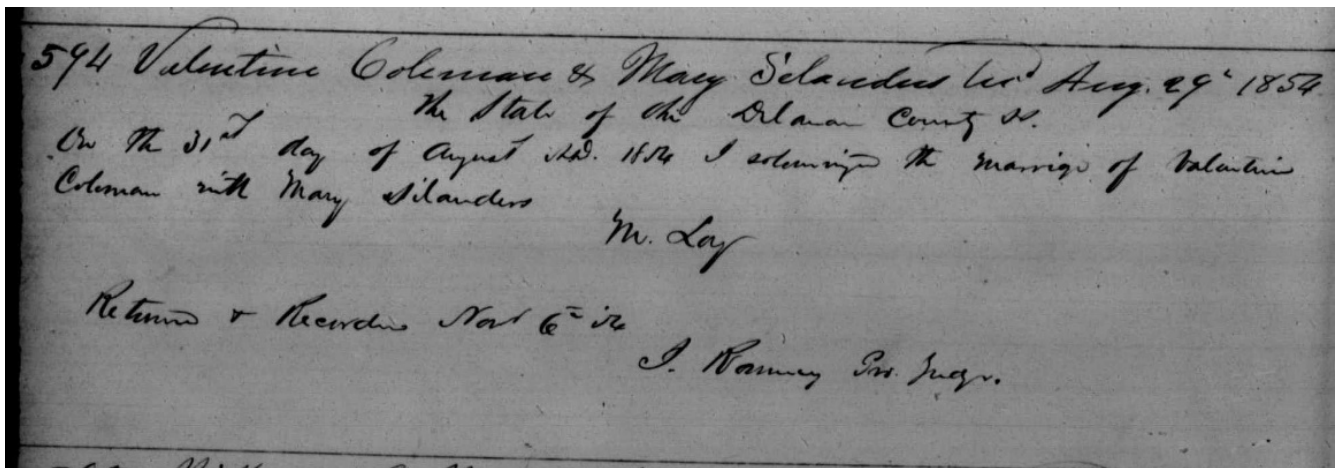 594 Valentine Coleman & Mary Silanders Lic'd Aug. 29th 1854
The State of Ohio Delaware County SS.
On the 31st day of August A.D. 1854 I solemnized the marriage of Valentine
Coleman with Mary Silanders
M. Loy
Returned & Recorded Nov 6th 54
J. Ranney Pro. Judge.